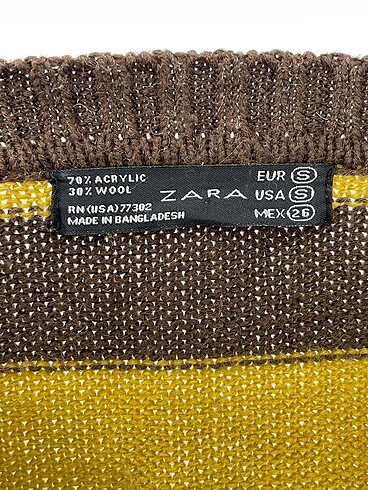 70% ACRYLIC
30% WOOL
RN(USA)77302
MADE IN BANGLADESH
ZARA
EUR S
USA S
MEX 26